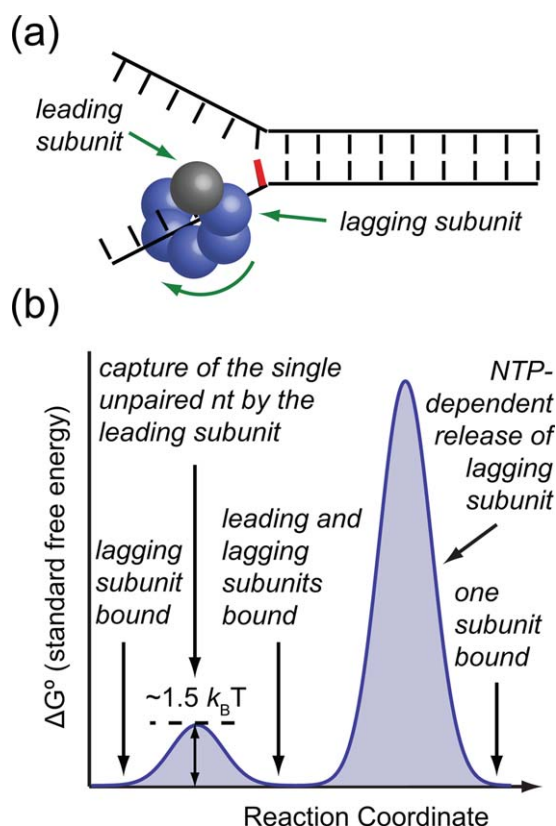 (a)
leading
subunit
lagging subunit
(b)
capture of the single
unpaired nt by the
leading subunit
NTP-
dependent
release of
lagging
subunit
leading and
lagging
subunits
bound
lagging
subunit
bound
one
subunit
bound
~1.5 kBT
ΔGº (standard free energy)
Reaction Coordinate